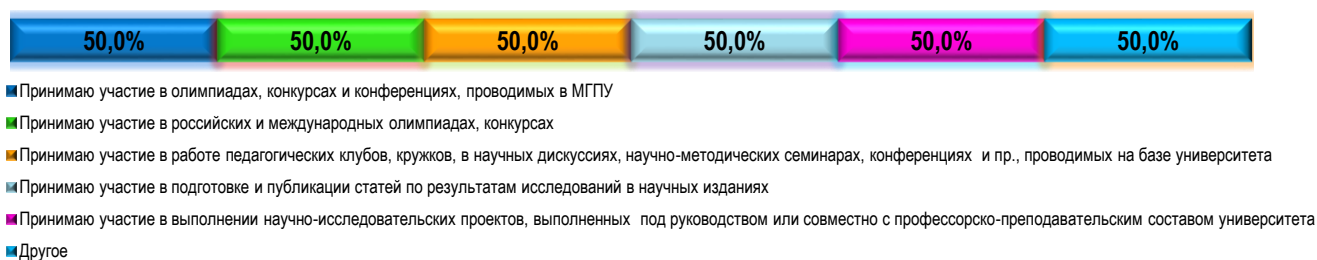 50,0% 50,0% 50,0% 50,0% 50,0% 50,0%
Принимаю участие в олимпиадах, конкурсах и конференциях, проводимых в МГПУ
Принимаю участие в российских и международных олимпиадах, конкурсах
Принимаю участие в работе педагогических клубов, кружков, в научных дискуссиях, научно-методических семинарах, конференциях и пр., проводимых на базе университета
Принимаю участие в подготовке и публикации статей по результатам исследований в научных изданиях
Принимаю участие в выполнении научно-исследовательских проектов, выполненных под руководством или совместно с профессорско-преподавательским составом университета
Другое